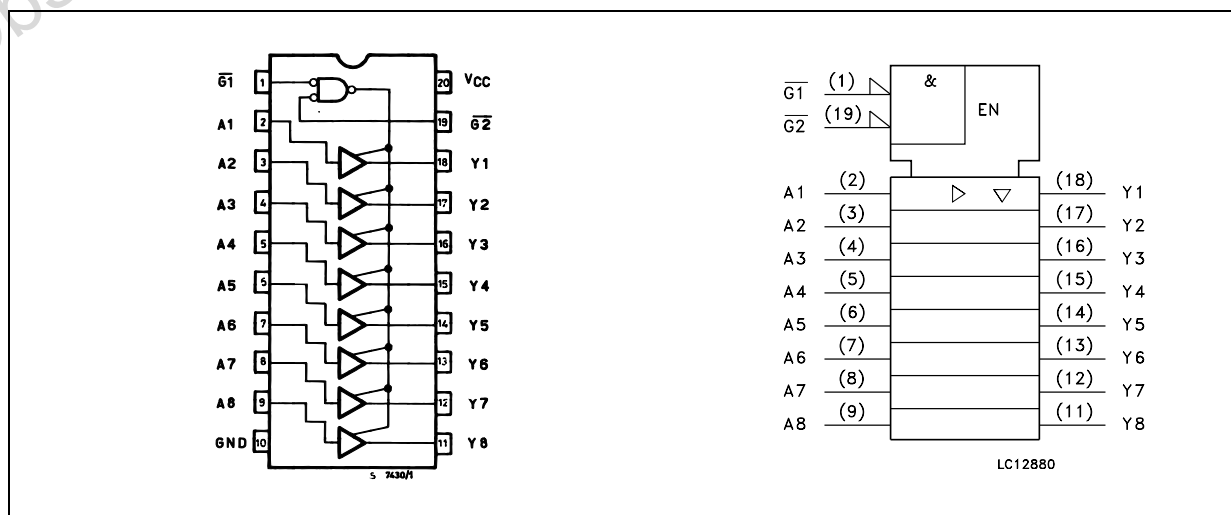 G1 1 20 VCC
A1 2 19 G2
A2 3 18 Y1
A3 4 17 Y2
A4 5 16 Y3
A5 6 15 Y4
A6 7 14 Y5
A7 8 13 Y6
A8 9 12 Y7
GND 10 11 Y8
S 7430/1
G1 (1) & EN
G2 (19)
A1 (2) (18) Y1
A2 (3) (17) Y2
A3 (4) (16) Y3
A4 (5) (15) Y4
A5 (6) (14) Y5
A6 (7) (13) Y6
A7 (8) (12) Y7
A8 (9) (11) Y8
LC12880